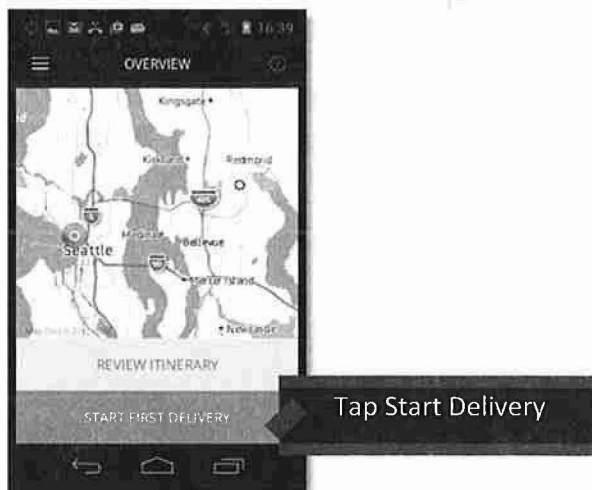 16:39
OVERVIEW
Kingsgate
Kirkland
Redmond
Medina
Bellevue
Seattle
Mercer Island
Newcastle
REVIEW ITINERARY
START FIRST DELIVERY
Tap Start Delivery